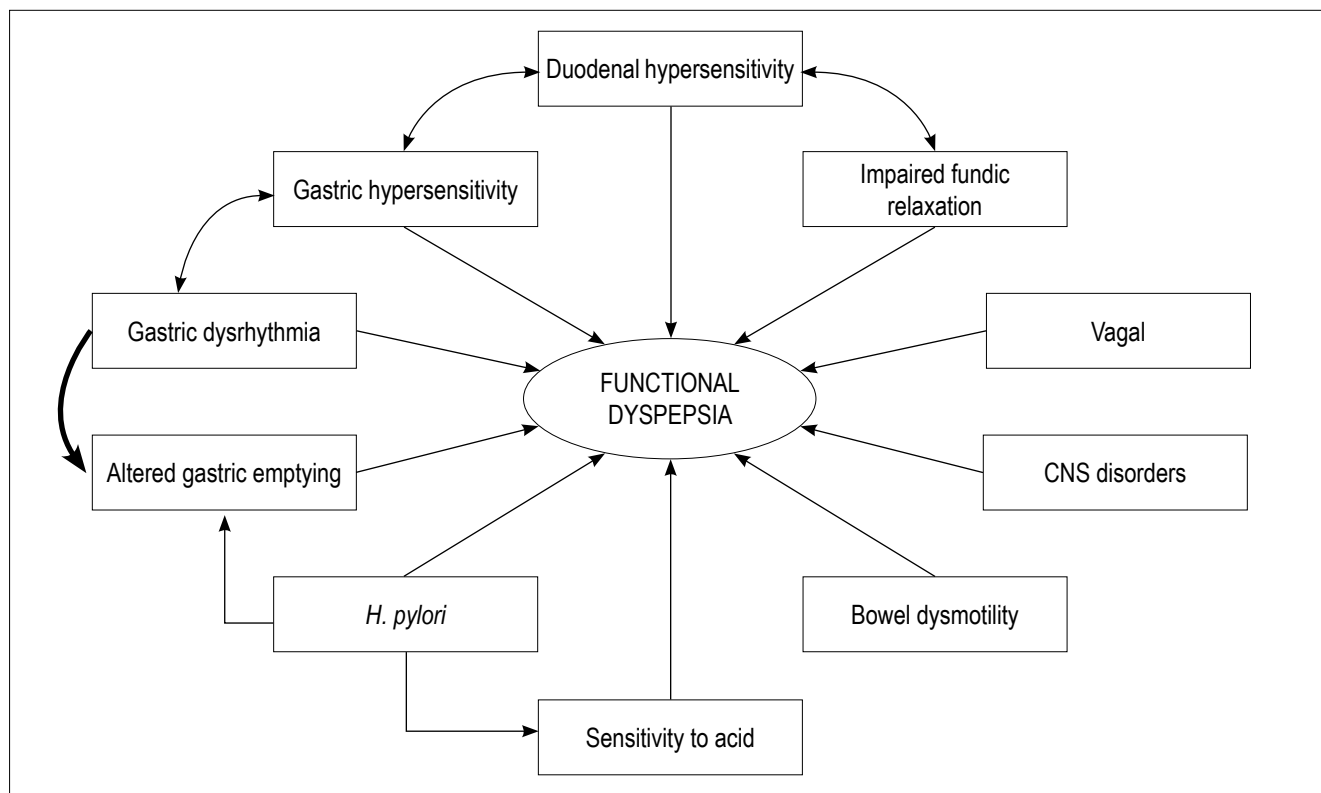 Duodenal hypersensitivity
Gastric hypersensitivity
Impaired fundic
relaxation
Gastric dysrhythmia
Vagal
FUNCTIONAL
DYSPEPSIA
Altered gastric emptying
CNS disorders
H. pylori
Bowel dysmotility
Sensitivity to acid